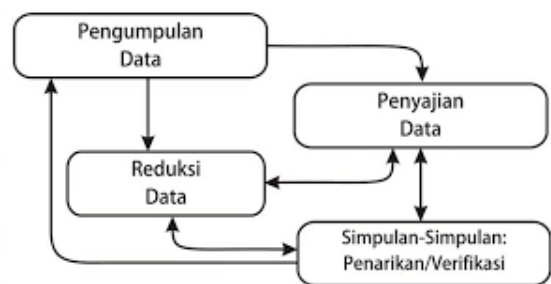 Pengumpulan
Data
Penyajian
Data
Reduksi
Data
Simpulan-Simpulan:
Penarikan/Verifikasi